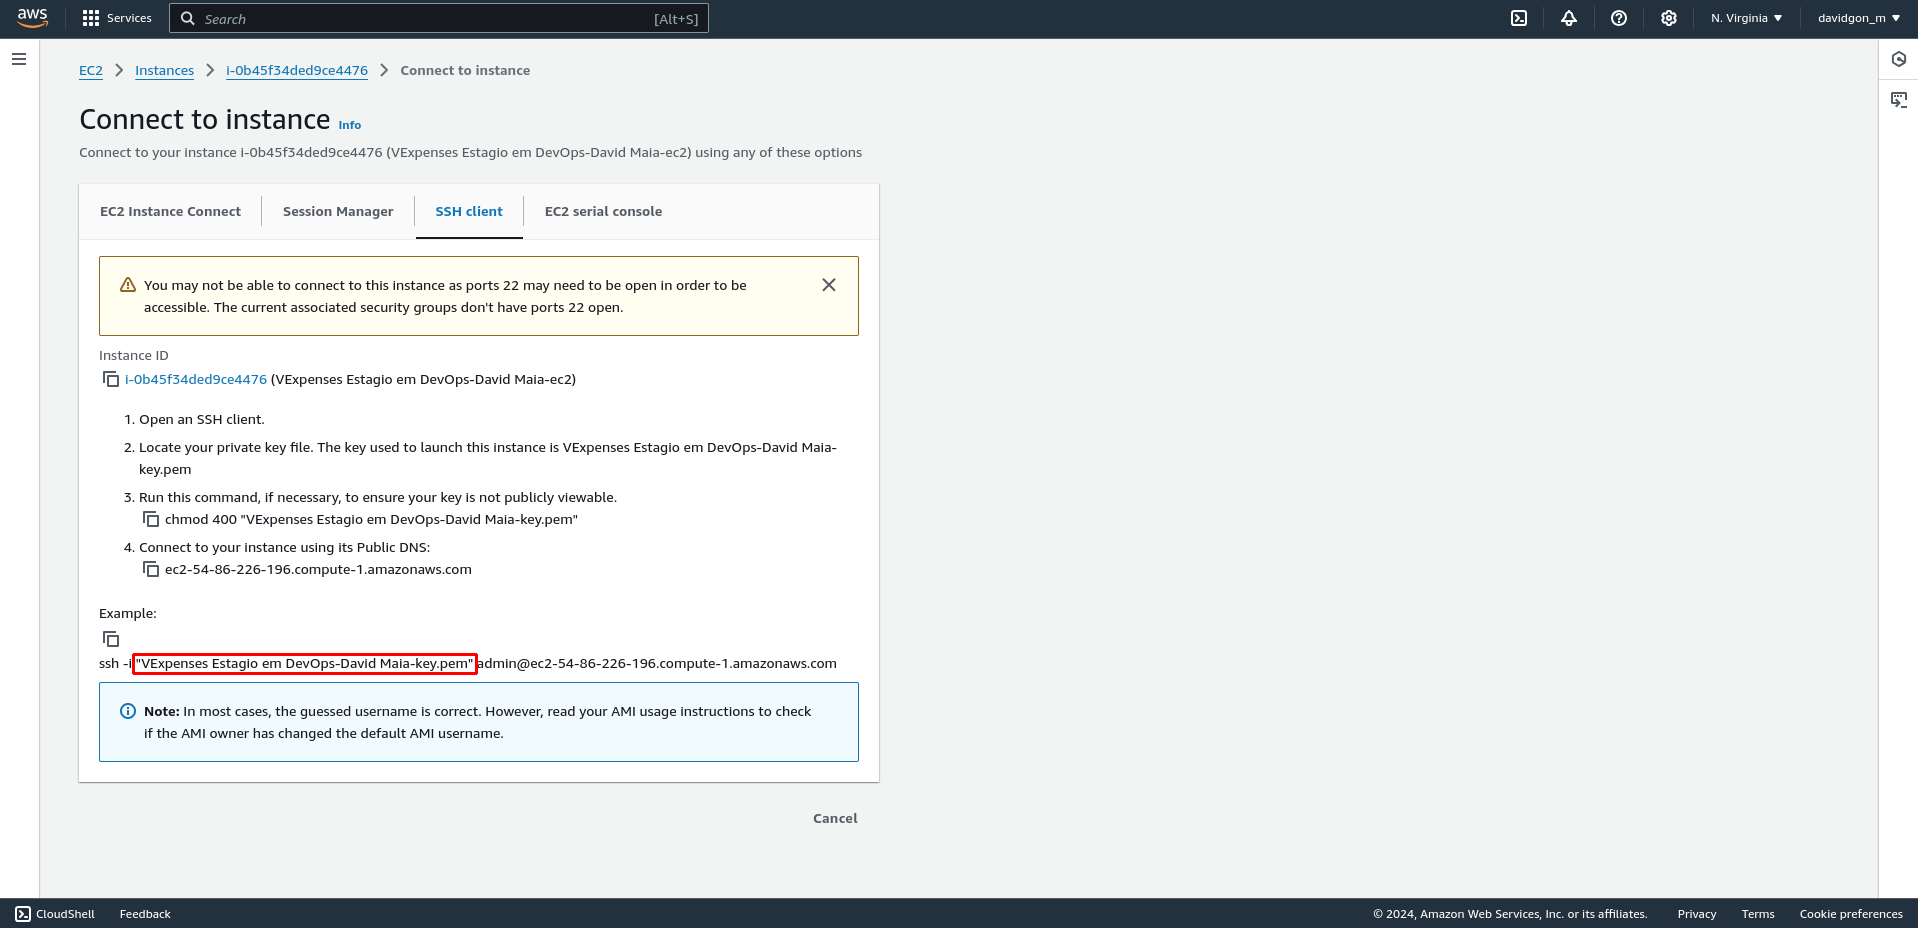 aws
Services
Search
[Alt+S]
N. Virginia
davidgon_m
EC2 > Instances > i-0b45f34ded9ce4476 > Connect to instance
Connect to instance Info
Connect to your instance i-0b45f34ded9ce4476 (VExpenses Estagio em DevOps-David Maia-ec2) using any of these options
EC2 Instance Connect
Session Manager
SSH client
EC2 serial console
You may not be able to connect to this instance as ports 22 may need to be open in order to be
accessible. The current associated security groups don't have ports 22 open.
Instance ID
i-0b45f34ded9ce4476 (VExpenses Estagio em DevOps-David Maia-ec2)
1. Open an SSH client.
2. Locate your private key file. The key used to launch this instance is VExpenses Estagio em DevOps-David Maia-
key.pem
3. Run this command, if necessary, to ensure your key is not publicly viewable.
chmod 400 "VExpenses Estagio em DevOps-David Maia-key.pem"
4. Connect to your instance using its Public DNS:
ec2-54-86-226-196.compute-1.amazonaws.com
Example:
ssh -i "VExpenses Estagio em DevOps-David Maia-key.pem" admin@ec2-54-86-226-196.compute-1.amazonaws.com
Note: In most cases, the guessed username is correct. However, read your AMI usage instructions to check
if the AMI owner has changed the default AMI username.
Cancel
CloudShell
Feedback
© 2024, Amazon Web Services, Inc. or its affiliates.
Privacy
Terms
Cookie preferences